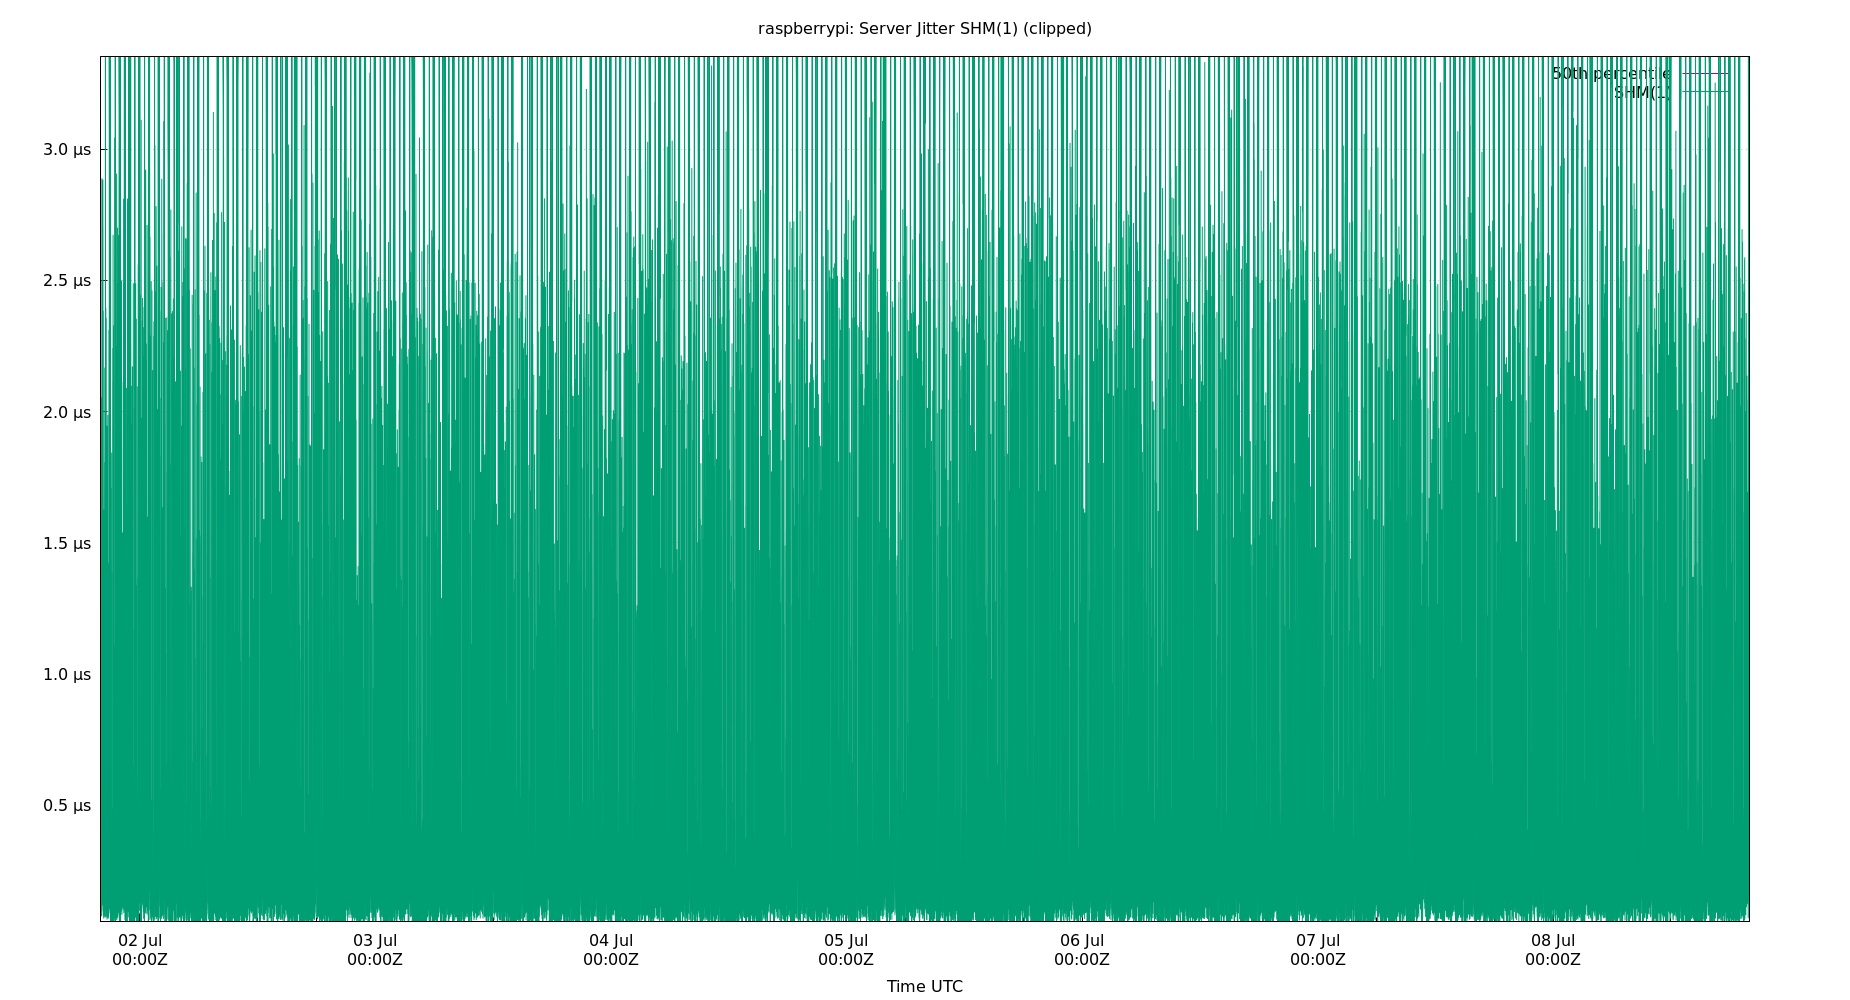 raspberrypi: Server Jitter SHM(1) (clipped)
50th percentile
SHM(1)
3.0 µs
2.5 µs
2.0 µs
1.5 µs
1.0 µs
0.5 µs
02 Jul 03 Jul 04 Jul 05 Jul 06 Jul 07 Jul 08 Jul
00:00Z 00:00Z 00:00Z 00:00Z 00:00Z 00:00Z 00:00Z
Time UTC